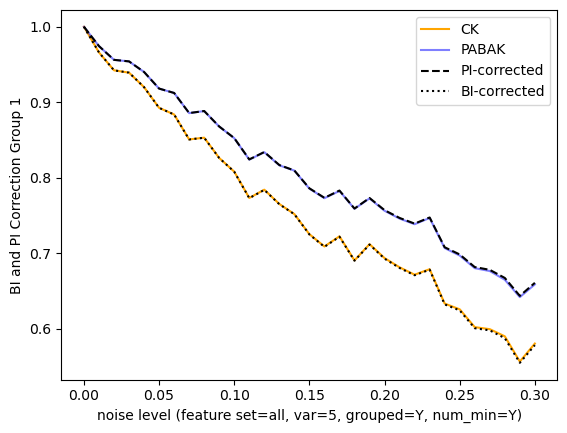 BI and PI Correction Group 1
1.0
0.9
0.8
0.7
0.6
CK
PABAK
PI-corrected
BI-corrected
0.00 0.05 0.10 0.15 0.20 0.25 0.30
noise level (feature set=all, var=5, grouped=Y, num_min=Y)